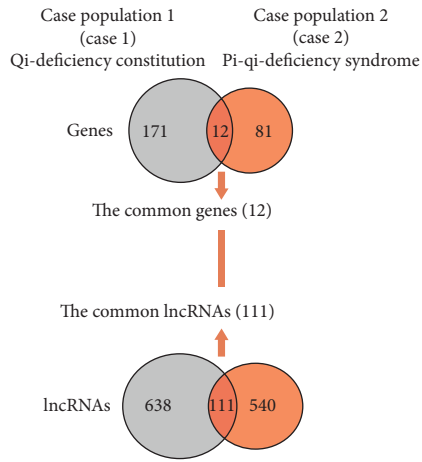 Case population 1
(case 1)
Qi-deficiency constitution
Case population 2
(case 2)
Pi-qi-deficiency syndrome
Genes 171 12 81
The common genes (12)
The common lncRNAs (111)
lncRNAs 638 111 540